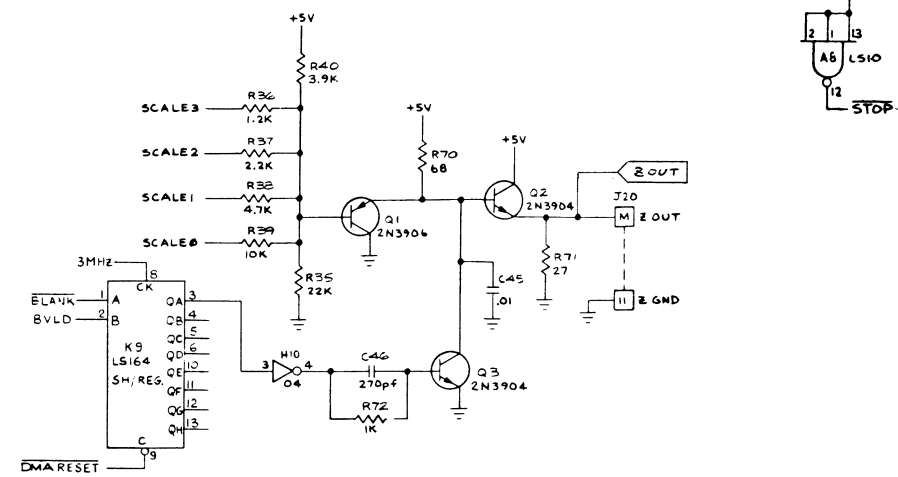 +5V
R40
3.9K
SCALE3
R36
1.2K
SCALE2
R37
2.2K
SCALE1
R38
4.7K
SCALE0
R39
10K
R35
22K
Q1
2N3906
+5V
R70
68
+5V
Q2
2N3904
Z OUT
J20
M Z OUT
R71
27
11 Z GND
C45
.01
3MHz
8
CK
BLANK 1 A
BVLD 2 B
K9
LS164
SH/REG.
QA 3
QB 4
QC 5
QD 6
QE 10
QF 11
QG 12
QH 13
C
9
DMA RESET
3 H10 4
04
C46
270pf
R72
1K
Q3
2N3904
2 1 13
A8 LS10
12
STOP